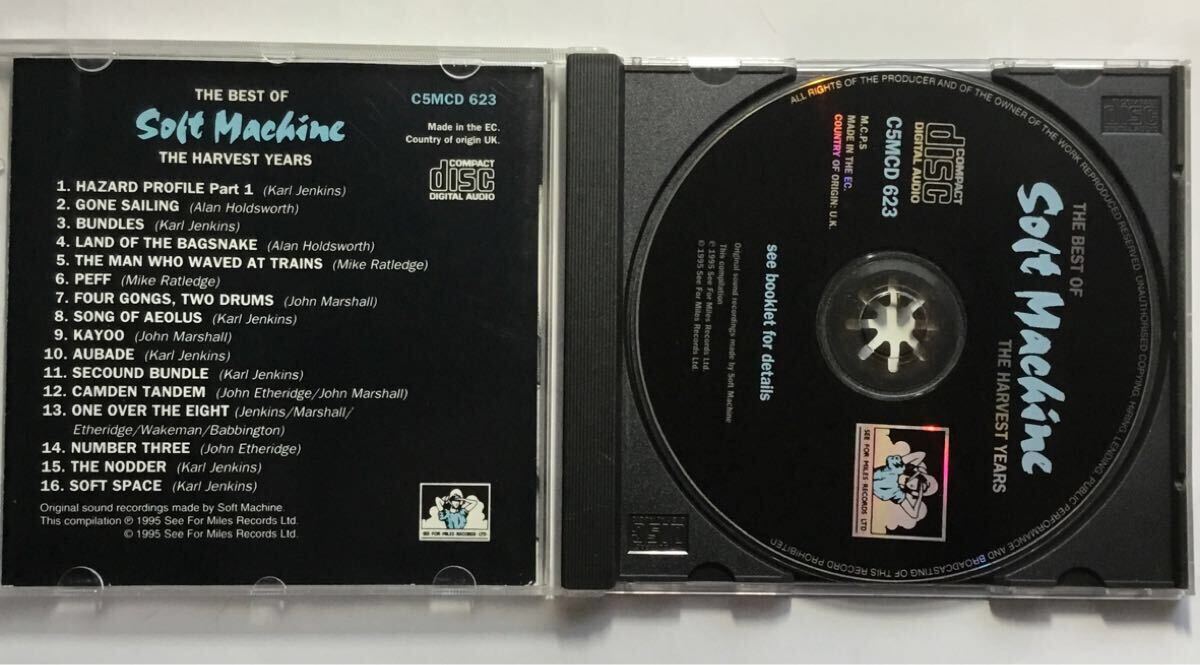 THE BEST OF
Soft Machine
THE HARVEST YEARS
C5MCD 623
Made in the EC.
Country of origin UK.
COMPACT
disc
DIGITAL AUDIO
1. HAZARD PROFILE Part 1 (Karl Jenkins)
2. GONE SAILING (Alan Holdsworth)
3. BUNDLES (Karl Jenkins)
4. LAND OF THE BAGSNAKE (Alan Holdsworth)
5. THE MAN WHO WAVED AT TRAINS (Mike Ratledge)
6. PEFF (Mike Ratledge)
7. FOUR GONGS, TWO DRUMS (John Marshall)
8. SONG OF AEOLUS (Karl Jenkins)
9. KAYOO (John Marshall)
10. AUBADE (Karl Jenkins)
11. SECOUND BUNDLE (Karl Jenkins)
12. CAMDEN TANDEM (John Etheridge/John Marshall)
13. ONE OVER THE EIGHT (Jenkins/Marshall/
Etheridge/Wakeman/Babbington)
14. NUMBER THREE (John Etheridge)
15. THE NODDER (Karl Jenkins)
16. SOFT SPACE (Karl Jenkins)
Original sound recordings made by Soft Machine.
This compilation ℗ 1995 See For Miles Records Ltd.
© 1995 See For Miles Records Ltd.
SEE FOR MILES RECORDS LTD
ALL RIGHTS OF THE PRODUCER AND OF THE OWNER OF THE WORK REPRODUCED RESERVED. UNAUTHORISED COPYING, HIRING, LENDING, PUBLIC PERFORMANCE AND BROADCASTING OF THIS RECORD PROHIBITED
THE BEST OF
Soft Machine
THE HARVEST YEARS
COMPACT
disc
DIGITAL AUDIO
C5MCD 623
M.C.P.S
MADE IN THE EC.
COUNTRY OF ORIGIN: U.K.
see booklet for details
Original sound recordings made by Soft Machine
This compilation
℗ 1995 See For Miles Records Ltd.
© 1995 See For Miles Records Ltd.
SEE FOR MILES RECORDS LTD